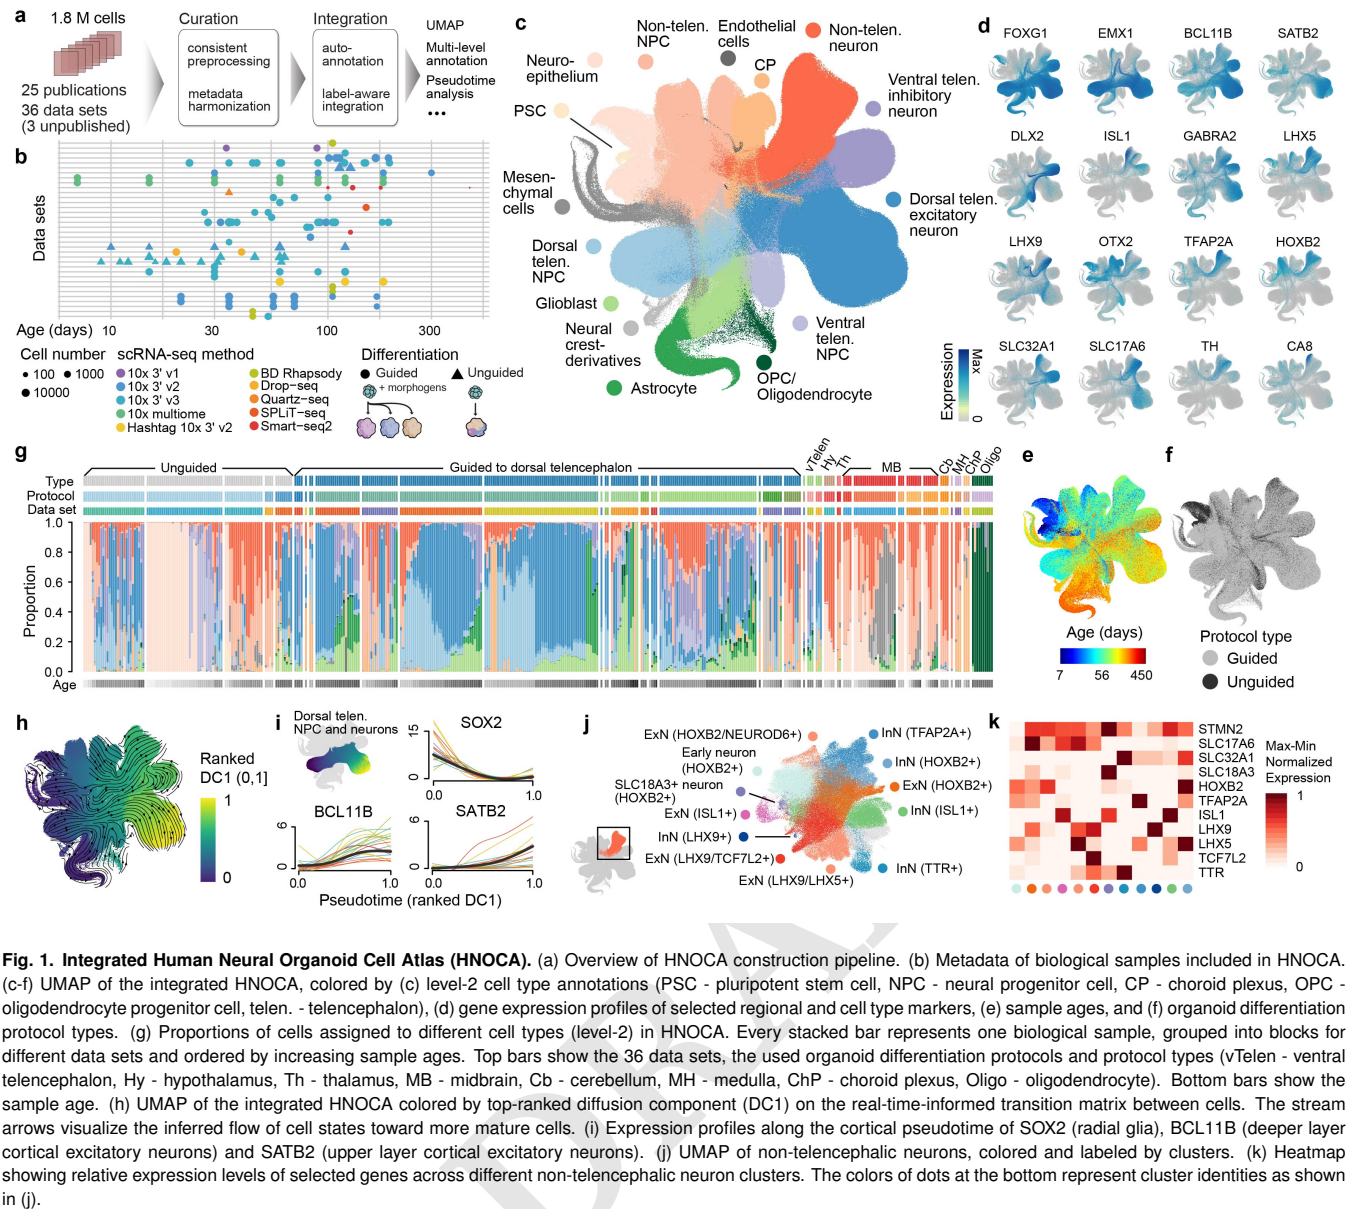 a
1.8 M cells
25 publications
36 data sets
(3 unpublished)
Curation
consistent
preprocessing
metadata
harmonization
Integration
auto-
annotation
label-aware
integration
UMAP
Multi-level
annotation
Pseudotime
analysis
•••
b
Data sets
Age (days)
10
30
100
300
Cell number
100
1000
10000
scRNA-seq method
10x 3' v1
10x 3' v2
10x 3' v3
10x multiome
Hashtag 10x 3' v2
BD Rhapsody
Drop-seq
Quartz-seq
SPLiT-seq
Smart-seq2
Differentiation
Guided
Unguided
+ morphogens
c
Non-telen.
NPC
Endothelial
cells
Non-telen.
neuron
Neuro-
epithelium
CP
PSC
Ventral telen.
inhibitory
neuron
Mesen-
chymal
cells
Dorsal telen.
excitatory
neuron
Dorsal
telen.
NPC
Glioblast
Neural
crest-
derivatives
Ventral
telen.
NPC
Astrocyte
OPC/
Oligodendrocyte
d
FOXG1
EMX1
BCL11B
SATB2
DLX2
ISL1
GABRA2
LHX5
LHX9
OTX2
TFAP2A
HOXB2
SLC32A1
SLC17A6
TH
CA8
Expression
Max
0
g
Unguided
Guided to dorsal telencephalon
vTelen
Hy
Th
MB
Cb
MH
ChP
Oligo
Type
Protocol
Data set
Proportion
1.0
0.8
0.6
0.4
0.2
0.0
Age
e
Age (days)
7
56
450
f
Protocol type
Guided
Unguided
h
Ranked
DC1 (0,1]
1
0
i
Dorsal telen.
NPC and neurons
SOX2
15
0
0.0
1.0
BCL11B
6
0
0.0
1.0
SATB2
6
0
0.0
1.0
Pseudotime (ranked DC1)
j
ExN (HOXB2/NEUROD6+)
Early neuron
(HOXB2+)
SLC18A3+ neuron
(HOXB2+)
ExN (ISL1+)
InN (LHX9+)
ExN (LHX9/TCF7L2+)
ExN (LHX9/LHX5+)
InN (TFAP2A+)
InN (HOXB2+)
ExN (HOXB2+)
InN (ISL1+)
InN (TTR+)
k
STMN2
SLC17A6
SLC32A1
SLC18A3
HOXB2
TFAP2A
ISL1
LHX9
LHX5
TCF7L2
TTR
Max-Min
Normalized
Expression
1
0
Fig. 1. Integrated Human Neural Organoid Cell Atlas (HNOCA). (a) Overview of HNOCA construction pipeline. (b) Metadata of biological samples included in HNOCA.
(c-f) UMAP of the integrated HNOCA, colored by (c) level-2 cell type annotations (PSC - pluripotent stem cell, NPC - neural progenitor cell, CP - choroid plexus, OPC -
oligodendrocyte progenitor cell, telen. - telencephalon), (d) gene expression profiles of selected regional and cell type markers, (e) sample ages, and (f) organoid differentiation
protocol types. (g) Proportions of cells assigned to different cell types (level-2) in HNOCA. Every stacked bar represents one biological sample, grouped into blocks for
different data sets and ordered by increasing sample ages. Top bars show the 36 data sets, the used organoid differentiation protocols and protocol types (vTelen - ventral
telencephalon, Hy - hypothalamus, Th - thalamus, MB - midbrain, Cb - cerebellum, MH - medulla, ChP - choroid plexus, Oligo - oligodendrocyte). Bottom bars show the
sample age. (h) UMAP of the integrated HNOCA colored by top-ranked diffusion component (DC1) on the real-time-informed transition matrix between cells. The stream
arrows visualize the inferred flow of cell states toward more mature cells. (i) Expression profiles along the cortical pseudotime of SOX2 (radial glia), BCL11B (deeper layer
cortical excitatory neurons) and SATB2 (upper layer cortical excitatory neurons). (j) UMAP of non-telencephalic neurons, colored and labeled by clusters. (k) Heatmap
showing relative expression levels of selected genes across different non-telencephalic neuron clusters. The colors of dots at the bottom represent cluster identities as shown
in (j).
DRA